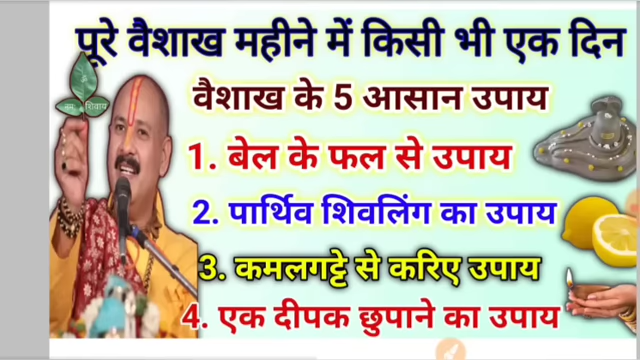 पूरे वैशाख महीने में किसी भी एक दिन
वैशाख के 5 आसान उपाय
1. बेल के फल से उपाय
2. पार्थिव शिवलिंग का उपाय
3. कमलगट्टे से करिए उपाय
4. एक दीपक छुपाने का उपाय
नमः शिवाय